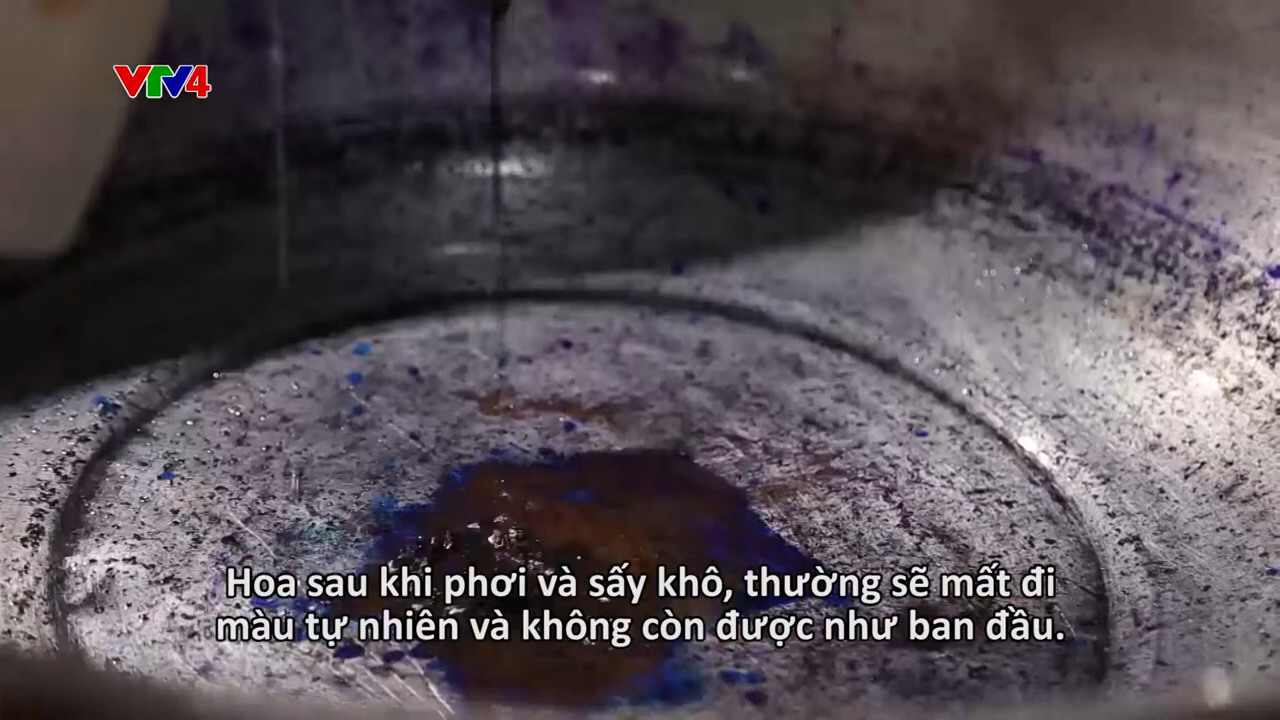 VTV4
Hoa sau khi phơi và sấy khô, thường sẽ mất đi
màu tự nhiên và không còn được như ban đầu.